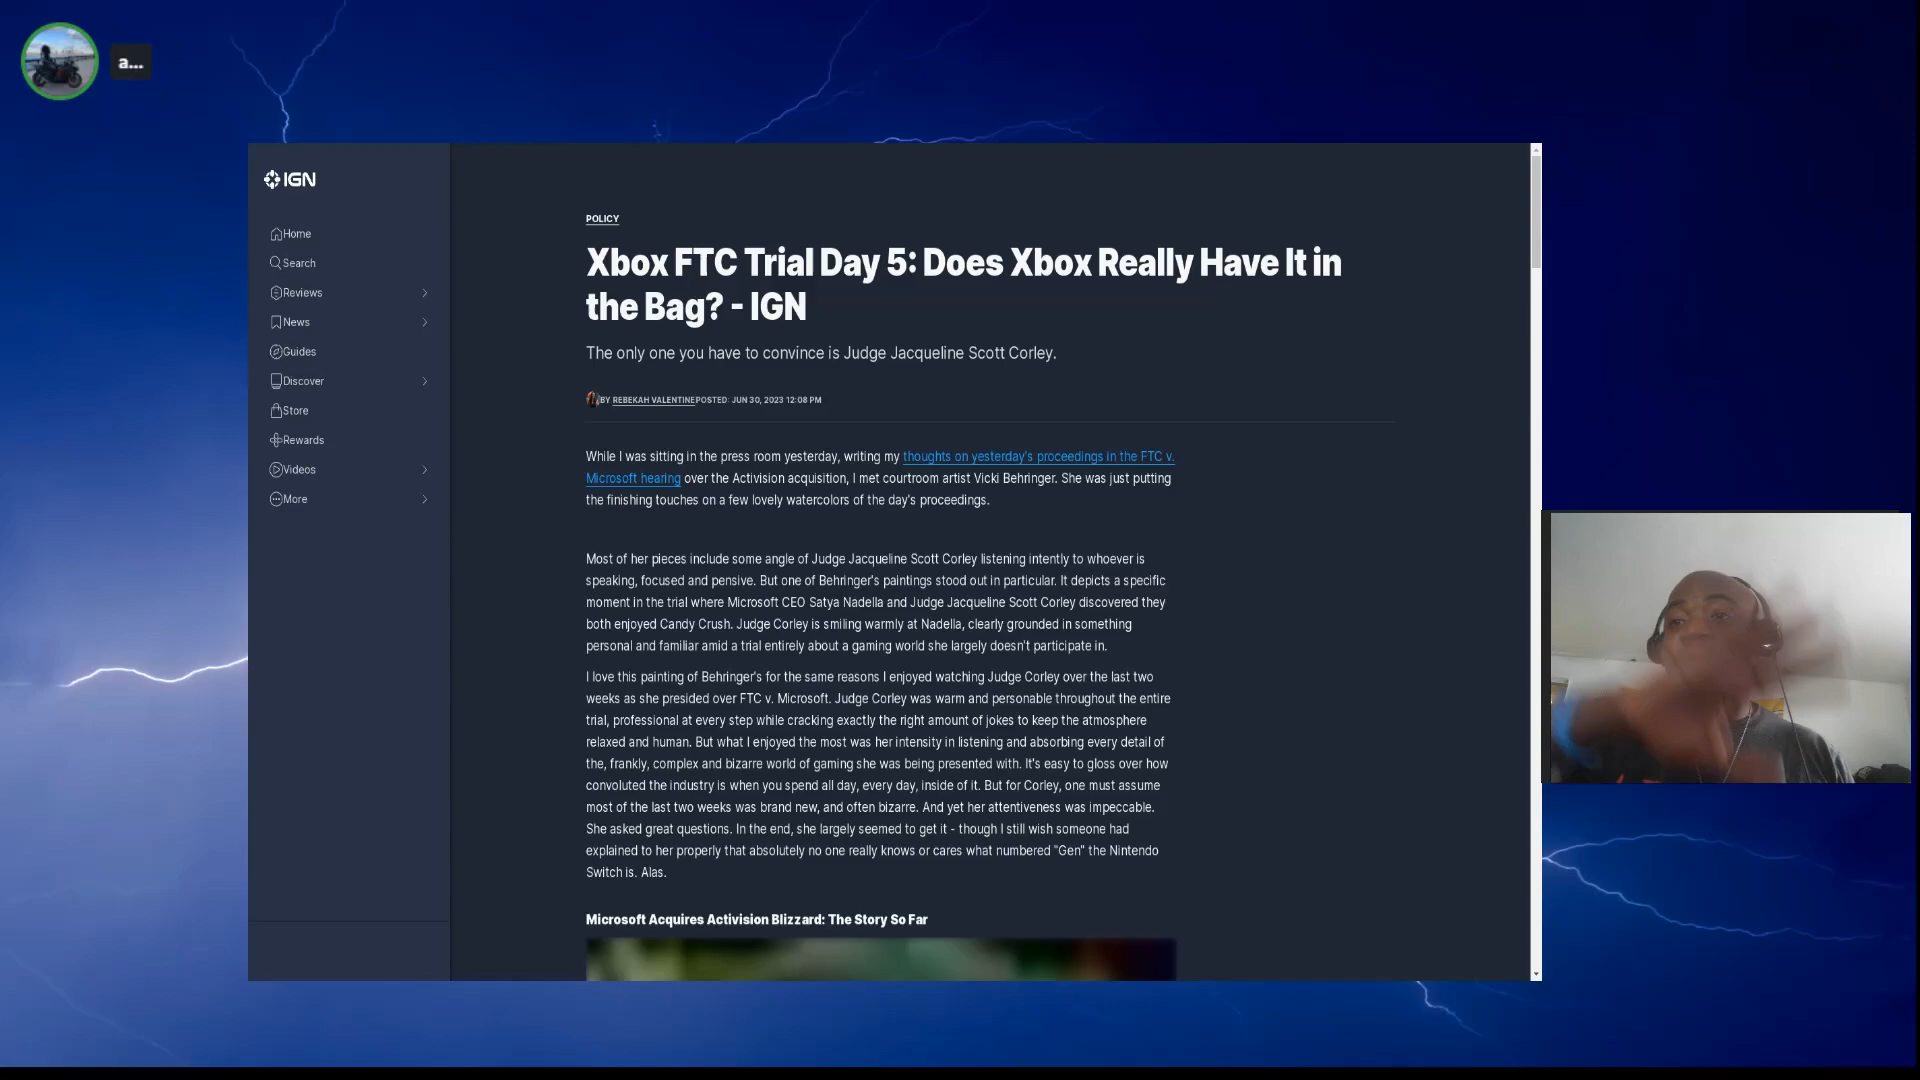 a...
IGN
Home
Search
Reviews
News
Guides
Discover
Store
Rewards
Videos
More
POLICY
Xbox FTC Trial Day 5: Does Xbox Really Have It in
the Bag? - IGN
The only one you have to convince is Judge Jacqueline Scott Corley.
BY REBEKAH VALENTINEPOSTED: JUN 30, 2023 12:08 PM
While I was sitting in the press room yesterday, writing my thoughts on yesterday's proceedings in the FTC v.
Microsoft hearing over the Activision acquisition, I met courtroom artist Vicki Behringer. She was just putting
the finishing touches on a few lovely watercolors of the day's proceedings.
Most of her pieces include some angle of Judge Jacqueline Scott Corley listening intently to whoever is
speaking, focused and pensive. But one of Behringer's paintings stood out in particular. It depicts a specific
moment in the trial where Microsoft CEO Satya Nadella and Judge Jacqueline Scott Corley discovered they
both enjoyed Candy Crush. Judge Corley is smiling warmly at Nadella, clearly grounded in something
personal and familiar amid a trial entirely about a gaming world she largely doesn't participate in.
I love this painting of Behringer's for the same reasons I enjoyed watching Judge Corley over the last two
weeks as she presided over FTC v. Microsoft. Judge Corley was warm and personable throughout the entire
trial, professional at every step while cracking exactly the right amount of jokes to keep the atmosphere
relaxed and human. But what I enjoyed the most was her intensity in listening and absorbing every detail of
the, frankly, complex and bizarre world of gaming she was being presented with. It's easy to gloss over how
convoluted the industry is when you spend all day, every day, inside of it. But for Corley, one must assume
most of the last two weeks was brand new, and often bizarre. And yet her attentiveness was impeccable.
She asked great questions. In the end, she largely seemed to get it - though I still wish someone had
explained to her properly that absolutely no one really knows or cares what numbered "Gen" the Nintendo
Switch is. Alas.
Microsoft Acquires Activision Blizzard: The Story So Far